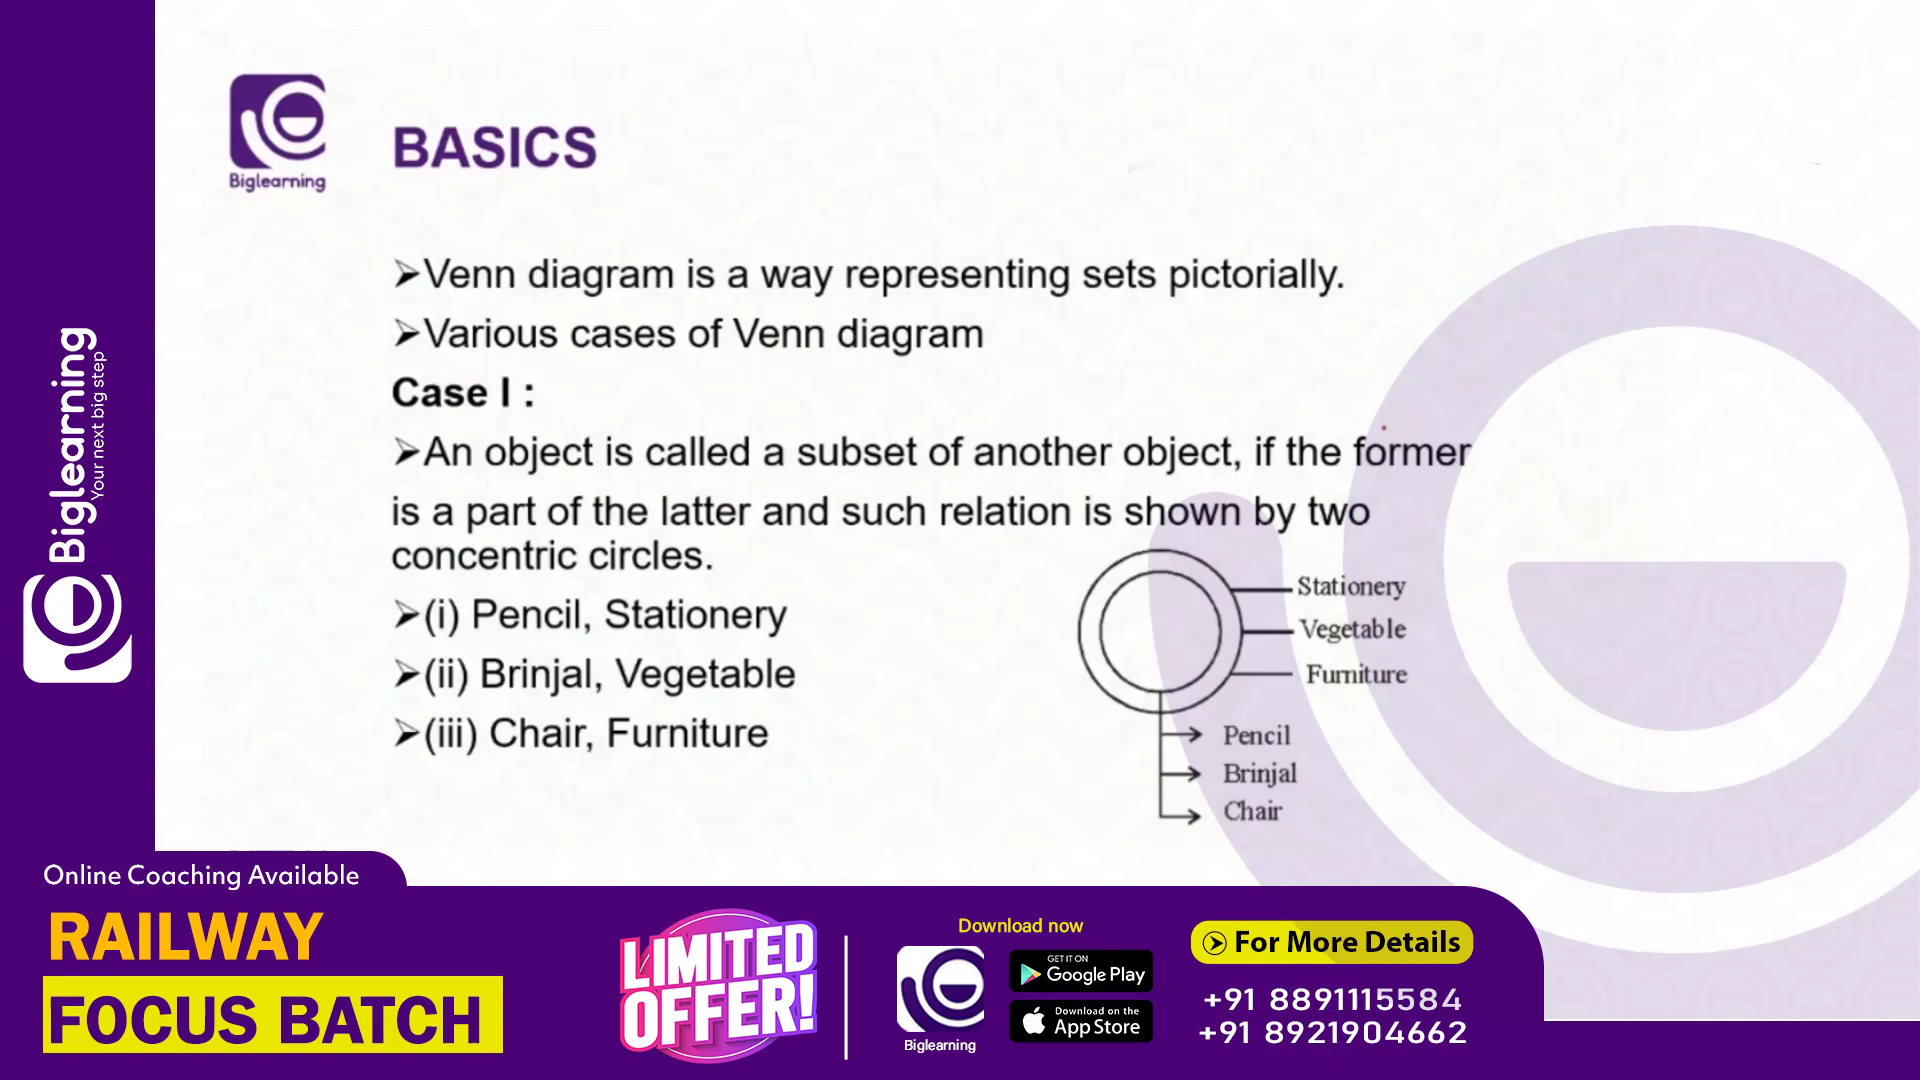 Biglearning
BASICS
➤Venn diagram is a way representing sets pictorially.
➤Various cases of Venn diagram
Case I :
➤An object is called a subset of another object, if the former
is a part of the latter and such relation is shown by two
concentric circles.
➤(i) Pencil, Stationery
➤(ii) Brinjal, Vegetable
➤(iii) Chair, Furniture
Stationery
Vegetable
Furniture
Pencil
Brinjal
Chair
Biglearning
Your next big step
Online Coaching Available
RAILWAY
FOCUS BATCH
LIMITED
OFFER!
Download now
Biglearning
GET IT ON
Google Play
Download on the
App Store
For More Details
+91 8891115584
+91 8921904662